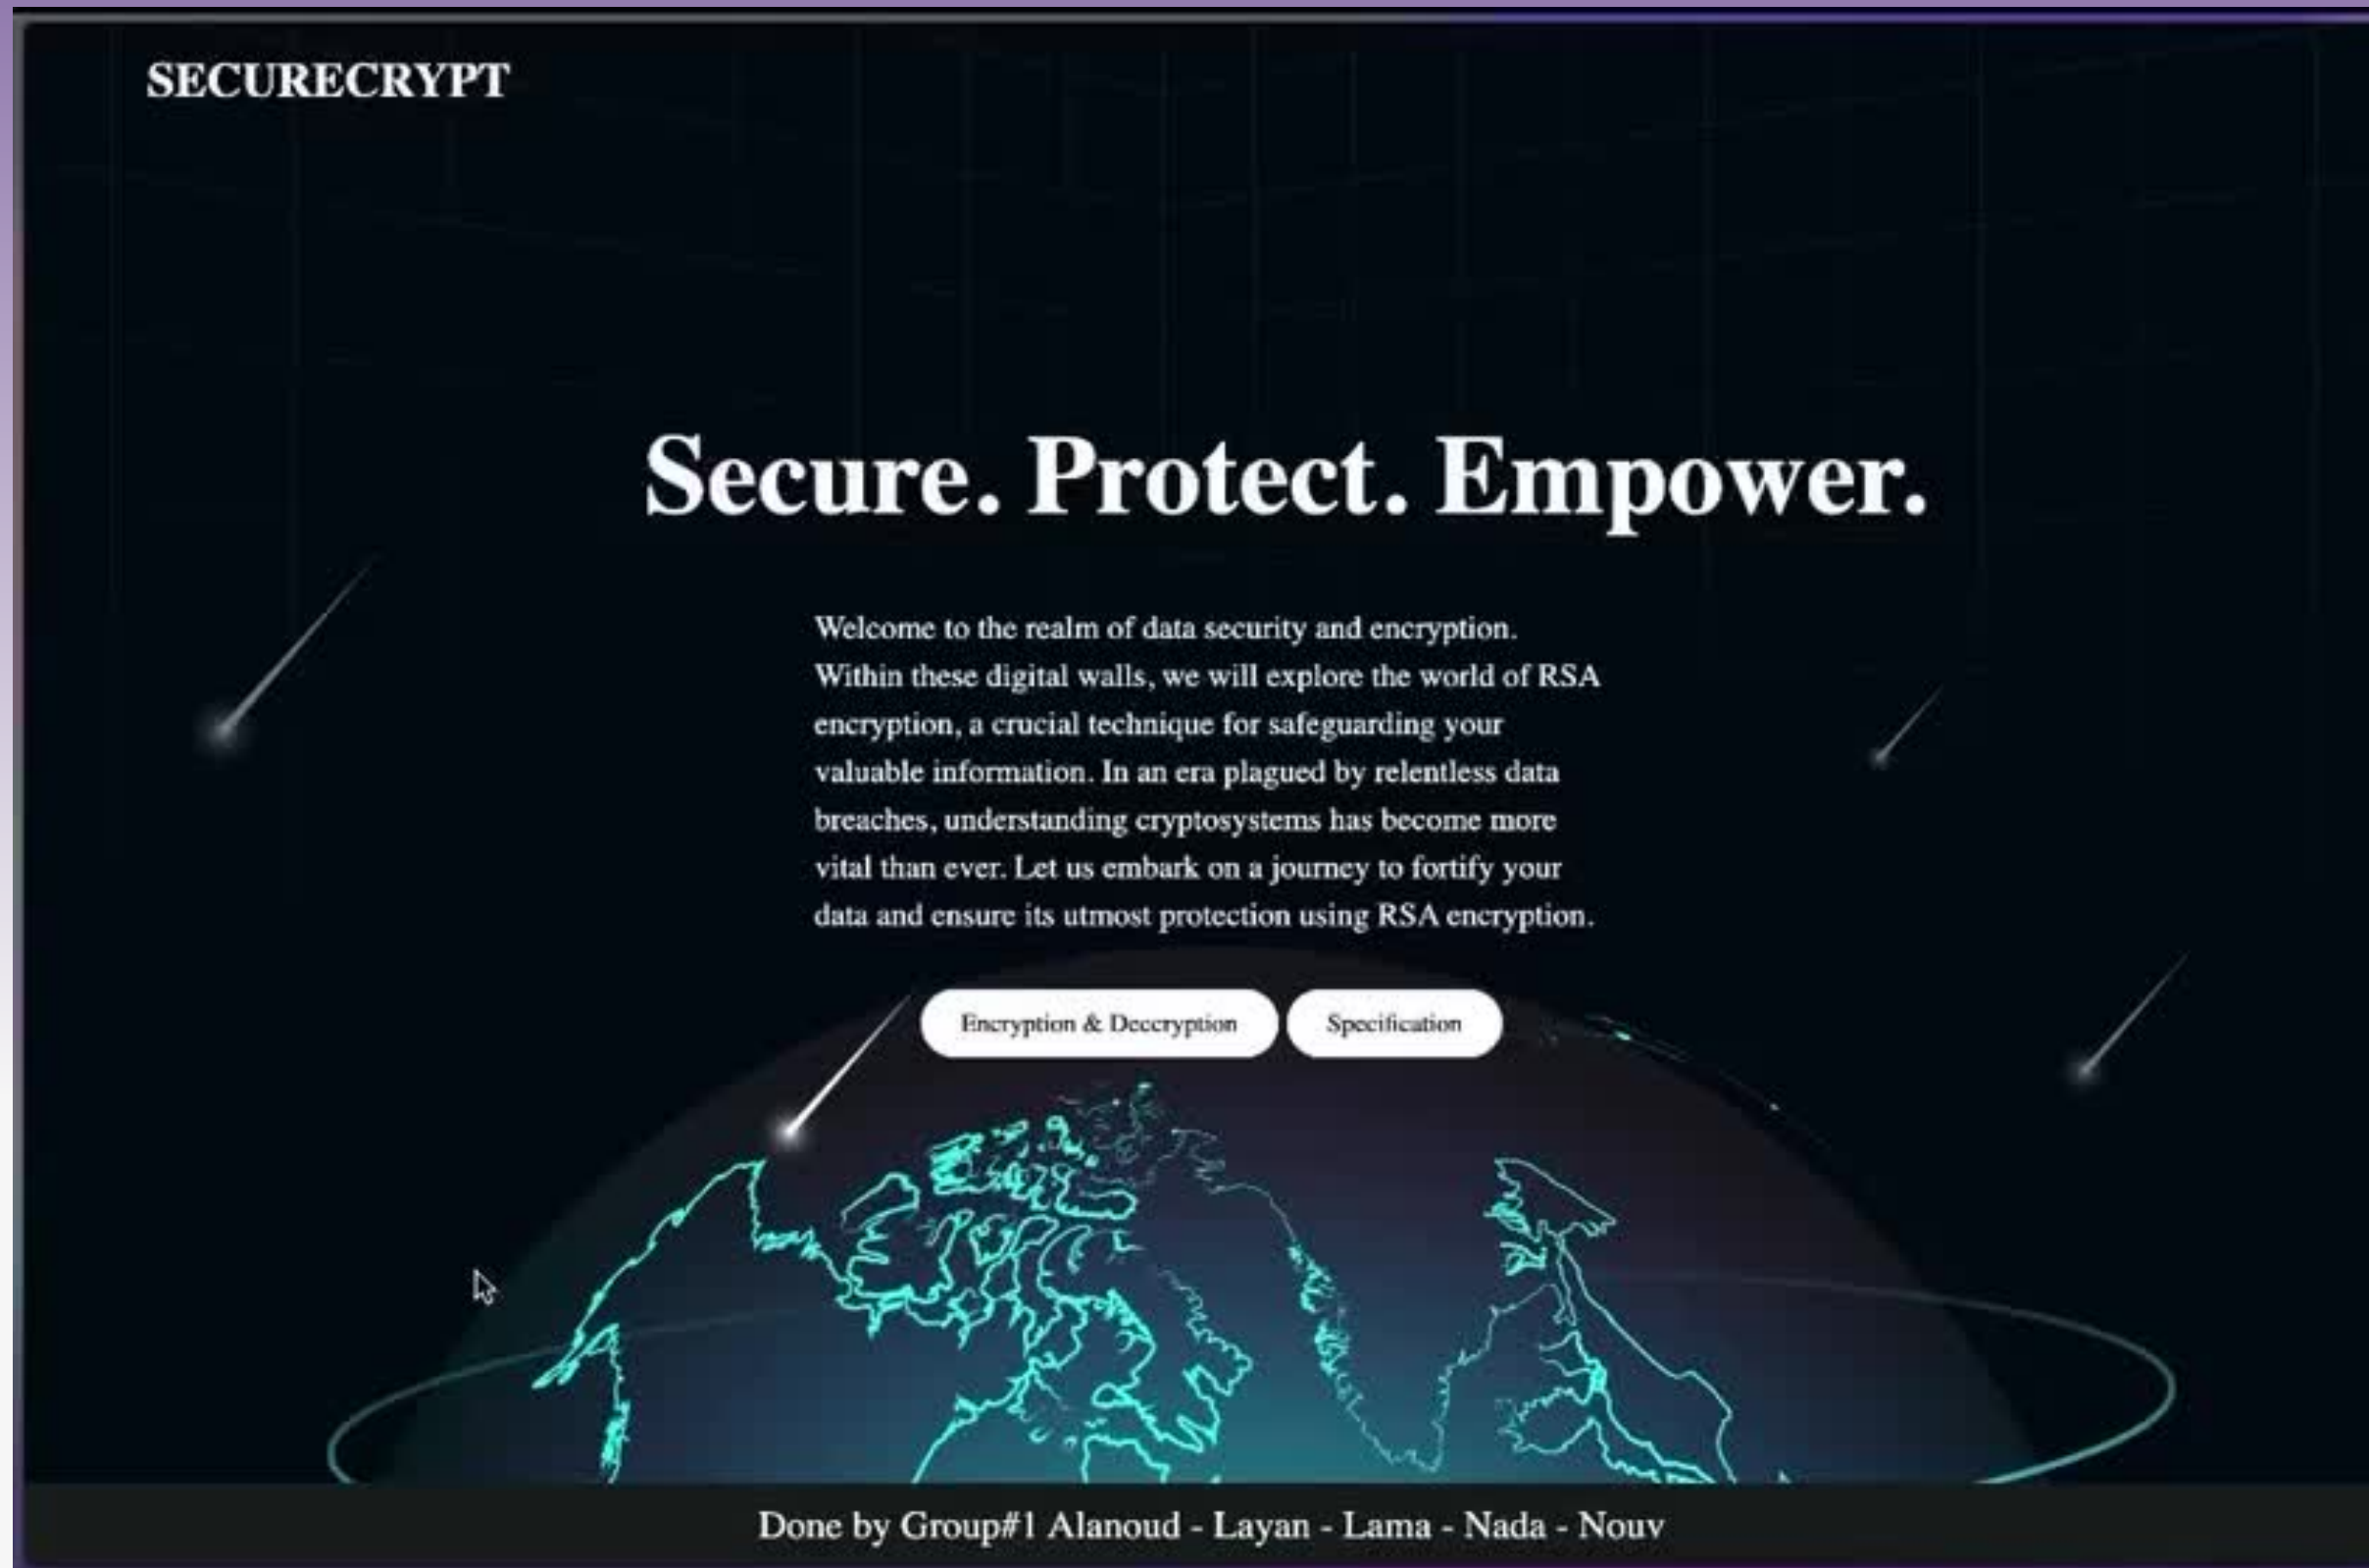 SECURECRYPT
Secure. Protect. Empower.
Welcome to the realm of data security and encryption.
Within these digital walls, we will explore the world of RSA
encryption, a crucial technique for safeguarding your
valuable information. In an era plagued by relentless data
breaches, understanding cryptosystems has become more
vital than ever. Let us embark on a journey to fortify your
data and ensure its utmost protection using RSA encryption.
Encryption & Deccryption Specification
Done by Group#1 Alanoud - Layan - Lama - Nada - Nouv